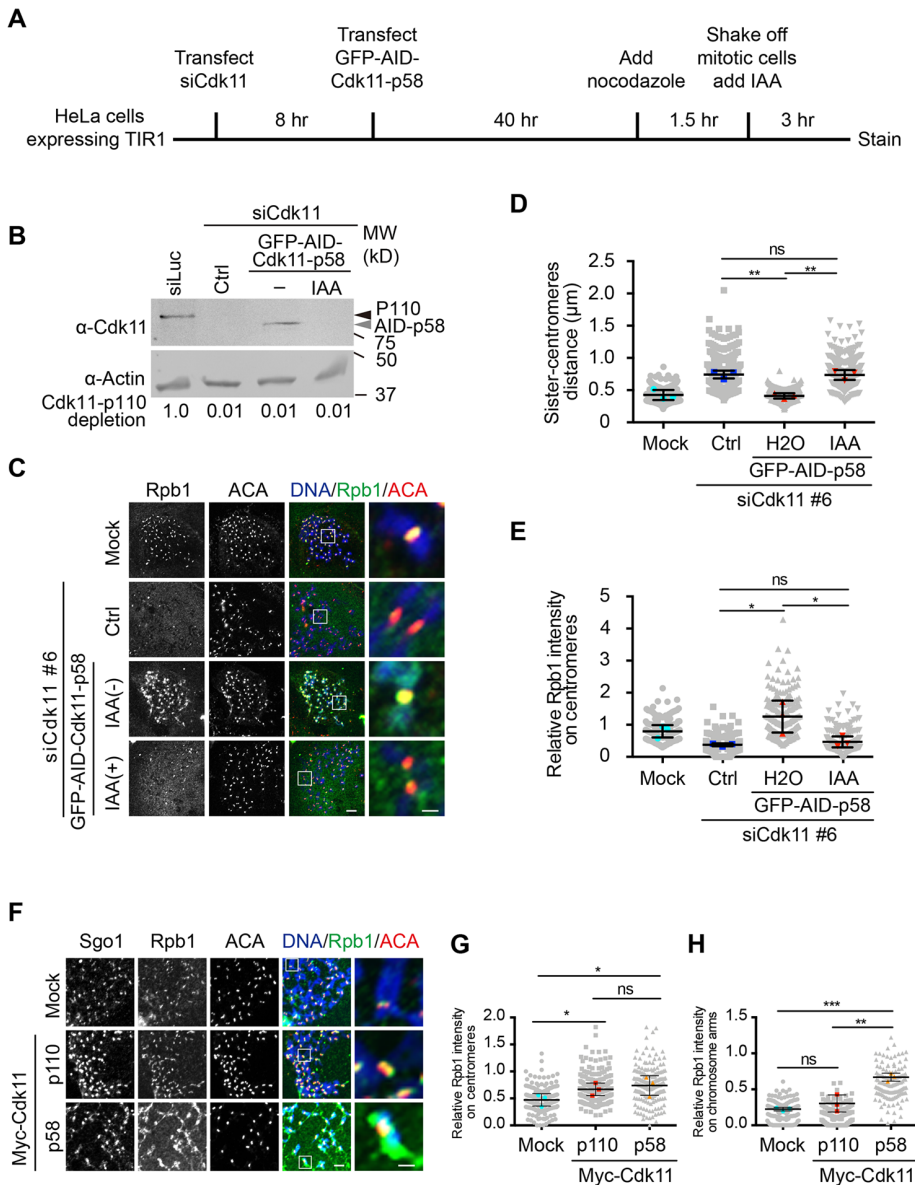 A
Transfect
siCdk11
Transfect
GFP-AID-
Cdk11-p58
Add
nocodazole
Shake off
mitotic cells
add IAA
HeLa cells
expressing TIR1
8 hr
40 hr
1.5 hr
3 hr
Stain
B
siCdk11
GFP-AID-
Cdk11-p58
MW
(kD)
siLuc
Ctrl
–
IAA
α-Cdk11
P110
AID-p58
75
50
α-Actin
37
Cdk11-p110
depletion
1.0
0.01
0.01
0.01
C
Rpb1
ACA
DNA/Rpb1/ACA
Mock
Ctrl
IAA(-)
IAA(+)
siCdk11 #6
GFP-AID-Cdk11-p58
D
Sister-centromeres
distance (μm)
2.5
2.0
1.5
1.0
0.5
0.0
ns
**
**
Mock
Ctrl
H2O
IAA
GFP-AID-p58
siCdk11 #6
E
Relative Rpb1 intensity
on centromeres
5
4
3
2
1
0
ns
*
*
Mock
Ctrl
H2O
IAA
GFP-AID-p58
siCdk11 #6
F
Sgo1
Rpb1
ACA
DNA/Rpb1/ACA
Mock
p110
p58
Myc-Cdk11
G
Relative Rpb1 intensity
on centromeres
2.0
1.5
1.0
0.5
0.0
*
ns
*
Mock
p110
p58
Myc-Cdk11
H
Relative Rpb1 intensity
on chromosome arms
1.5
1.0
0.5
0.0
***
**
ns
Mock
p110
p58
Myc-Cdk11